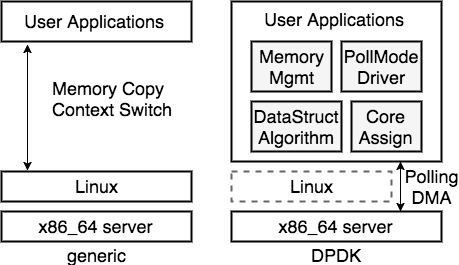 User Applications
Memory Copy
Context Switch
Linux
x86_64 server
generic
User Applications
Memory
Mgmt
PollMode
Driver
DataStruct
Algorithm
Core
Assign
Linux
Polling
DMA
x86_64 server
DPDK